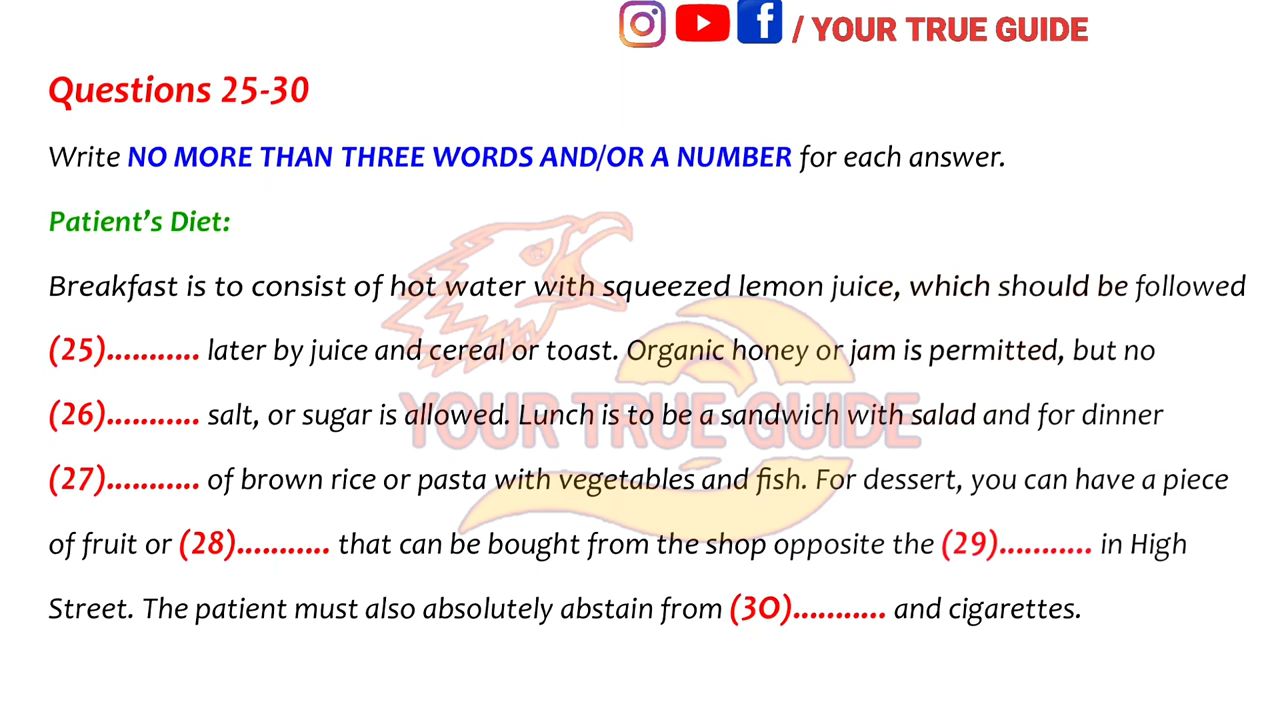 / YOUR TRUE GUIDE
Questions 25-30
Write NO MORE THAN THREE WORDS AND/OR A NUMBER for each answer.
Patient's Diet:
Breakfast is to consist of hot water with squeezed lemon juice, which should be followed
(25)........... later by juice and cereal or toast. Organic honey or jam is permitted, but no
(26)........... salt, or sugar is allowed. Lunch is to be a sandwich with salad and for dinner
YOUR TRUE GUIDE
(27)........... of brown rice or pasta with vegetables and fish. For dessert, you can have a piece
of fruit or (28)........... that can be bought from the shop opposite the (29)........... in High
Street. The patient must also absolutely abstain from (3O)........... and cigarettes.